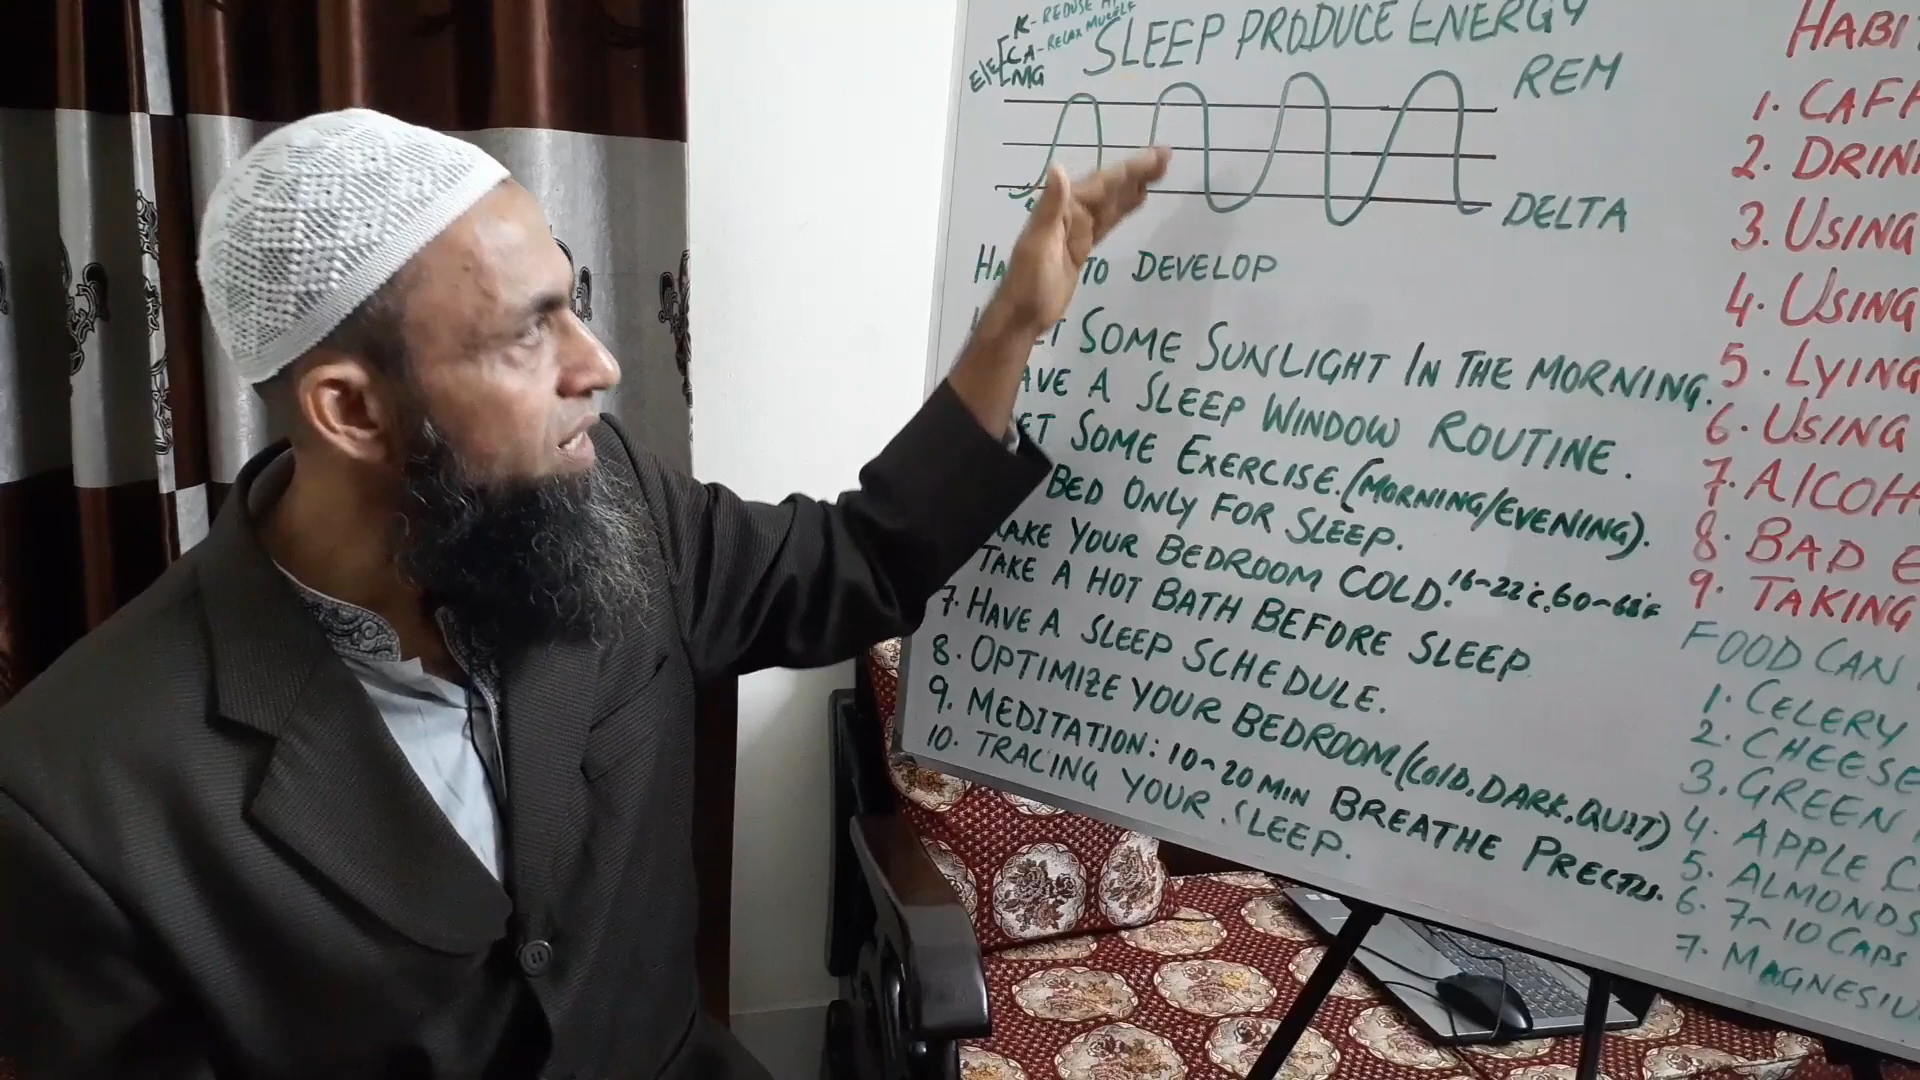 K - REDUSE
CA - RELAX MUSCLE
MG
E/E
SLEEP PRODUCE ENERGY
REM
DELTA
TO DEVELOP
SOME SUNLIGHT IN THE MORNING.
A SLEEP WINDOW ROUTINE.
SOME EXERCISE. (MORNING/EVENING).
BED ONLY FOR SLEEP.
YOUR BEDROOM COLD. 16~22°C, 60~68°F
TAKE A HOT BATH BEFORE SLEEP.
7. HAVE A SLEEP SCHEDULE.
8. OPTIMIZE YOUR BEDROOM (COLD, DARK, QUIT)
9. MEDITATION: 10~20 MIN BREATHE PRECTIS.
10. TRACING YOUR SLEEP.
HABI
1. CAFF
2. DRIN
3. USING
4. USING
5. LYING
6. USING
7. AlCOH
8. BAD E
9. TAKING
FOOD CAN
1. CELERY
2. CHEESE
3. GREEN
4. APPLE C
5. ALMONDS
6. 7~10 CAPS
7. MAGNESIU